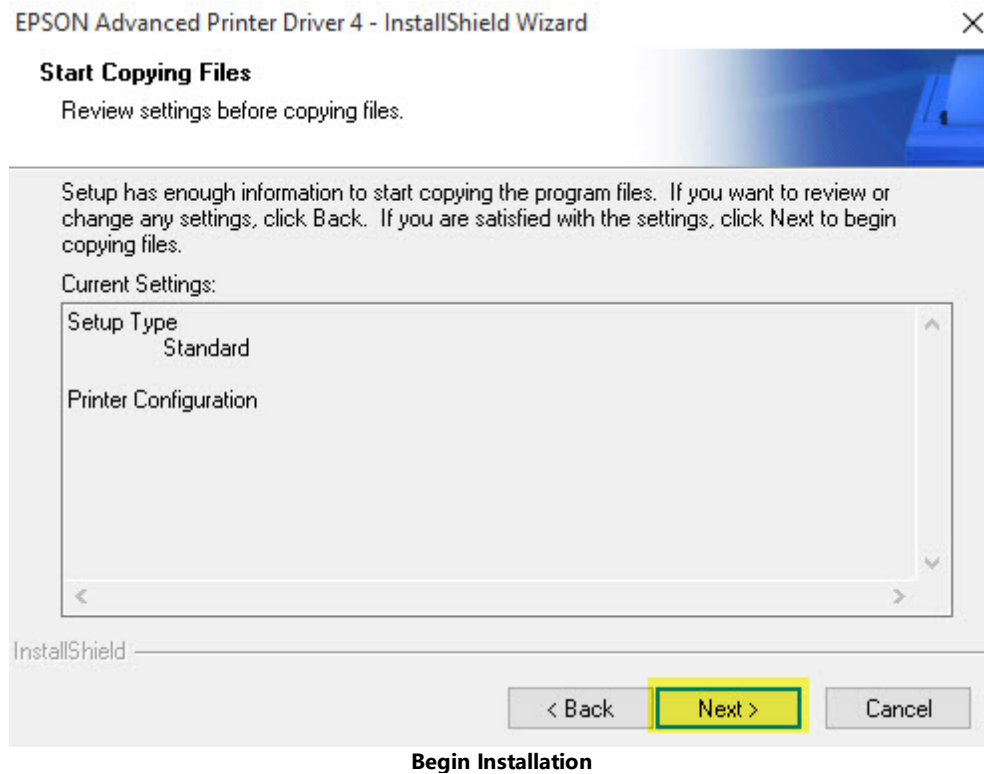 EPSON Advanced Printer Driver 4 - InstallShield Wizard
Start Copying Files
Review settings before copying files.
Setup has enough information to start copying the program files. If you want to review or
change any settings, click Back. If you are satisfied with the settings, click Next to begin
copying files.
Current Settings:
Setup Type
Standard
Printer Configuration
InstallShield
< Back Next > Cancel
Begin Installation